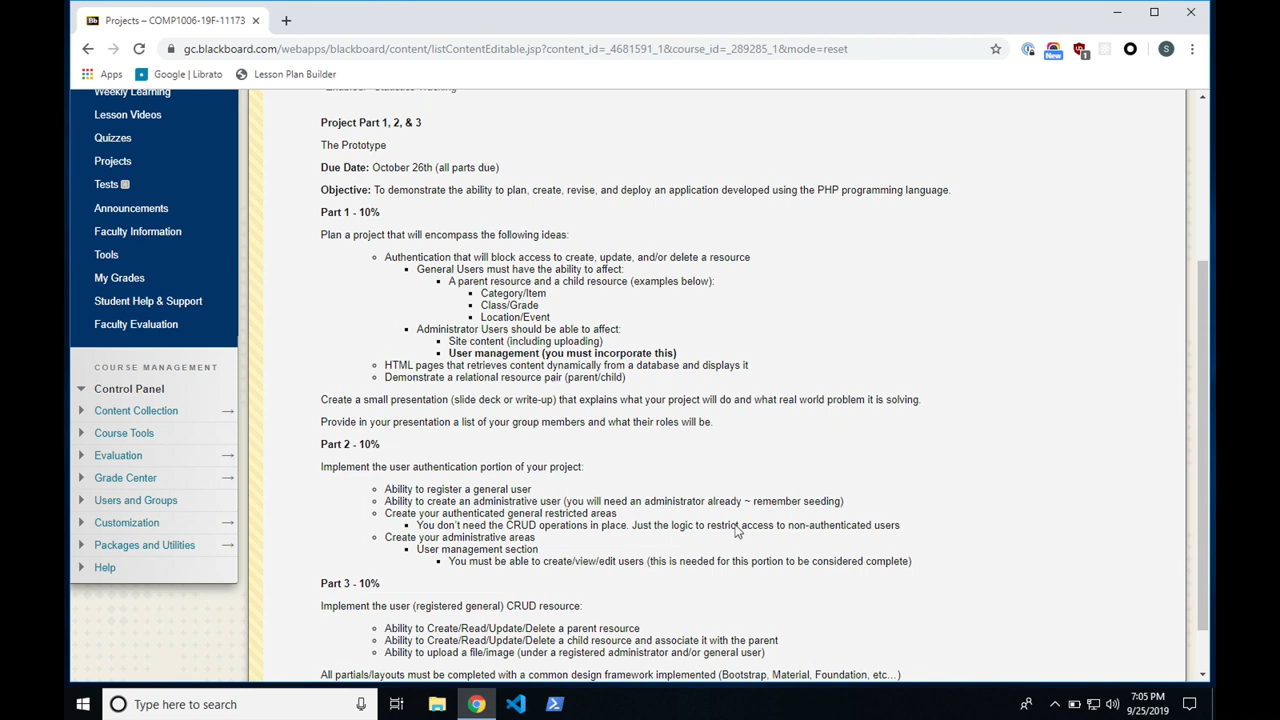 Projects – COMP1006-19F-11173
gc.blackboard.com/webapps/blackboard/content/listContentEditable.jsp?content_id=_4681591_1&course_id=_289285_1&mode=reset
New
1
S
Apps
Google | Librato
Lesson Plan Builder
Weekly Learning
Lesson Videos
Quizzes
Projects
Tests
Announcements
Faculty Information
Tools
My Grades
Student Help & Support
Faculty Evaluation
COURSE MANAGEMENT
Control Panel
Content Collection
Course Tools
Evaluation
Grade Center
Users and Groups
Customization
Packages and Utilities
Help
Enabled: Statistics Tracking
Project Part 1, 2, & 3
The Prototype
Due Date: October 26th (all parts due)
Objective: To demonstrate the ability to plan, create, revise, and deploy an application developed using the PHP programming language.
Part 1 - 10%
Plan a project that will encompass the following ideas:
Authentication that will block access to create, update, and/or delete a resource
General Users must have the ability to affect:
A parent resource and a child resource (examples below):
Category/Item
Class/Grade
Location/Event
Administrator Users should be able to affect:
Site content (including uploading)
User management (you must incorporate this)
HTML pages that retrieves content dynamically from a database and displays it
Demonstrate a relational resource pair (parent/child)
Create a small presentation (slide deck or write-up) that explains what your project will do and what real world problem it is solving.
Provide in your presentation a list of your group members and what their roles will be.
Part 2 - 10%
Implement the user authentication portion of your project:
Ability to register a general user
Ability to create an administrative user (you will need an administrator already ~ remember seeding)
Create your authenticated general restricted areas
You don't need the CRUD operations in place. Just the logic to restrict access to non-authenticated users
Create your administrative areas
User management section
You must be able to create/view/edit users (this is needed for this portion to be considered complete)
Part 3 - 10%
Implement the user (registered general) CRUD resource:
Ability to Create/Read/Update/Delete a parent resource
Ability to Create/Read/Update/Delete a child resource and associate it with the parent
Ability to upload a file/image (under a registered administrator and/or general user)
All partials/layouts must be completed with a common design framework implemented (Bootstrap, Material, Foundation, etc...)
Type here to search
7:05 PM
9/25/2019